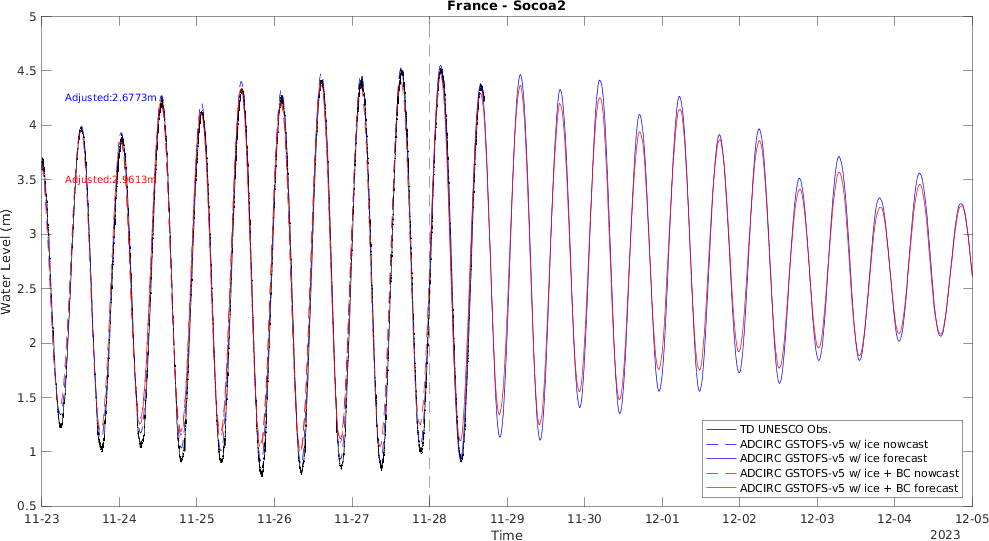 France - Socoa2
Water Level (m)
5
4.5
4
3.5
3
2.5
2
1.5
1
0.5
Adjusted:2.6773m
Adjusted:2.9613m
TD UNESCO Obs.
ADCIRC GSTOFS-v5 w/ ice nowcast
ADCIRC GSTOFS-v5 w/ ice forecast
ADCIRC GSTOFS-v5 w/ ice + BC nowcast
ADCIRC GSTOFS-v5 w/ ice + BC forecast
11-23 11-24 11-25 11-26 11-27 11-28 11-29 11-30 12-01 12-02 12-03 12-04 12-05
Time
2023